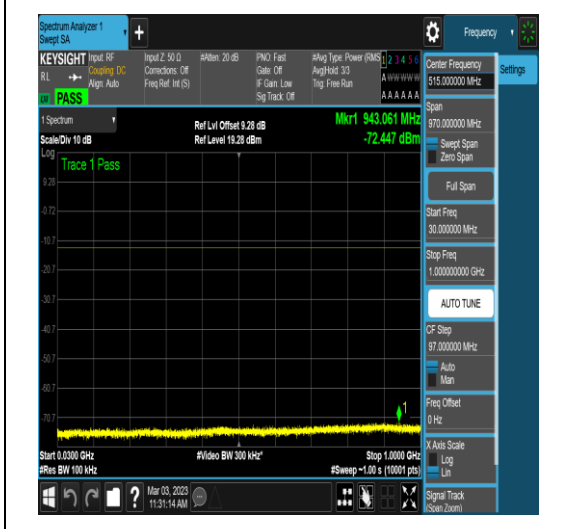 Spectrum Analyzer 1
Swept SA
Frequency
KEYSIGHT
RL
PASS
Input: RF
Coupling: DC
Align: Auto
Input Z: 50 Ω
Corrections: Off
Freq Ref: Int (S)
#Atten: 20 dB
PNO: Fast
Gate: Off
IF Gain: Low
Sig Track: Off
#Avg Type: Power (RMS
Avg|Hold: 3/3
Trig: Free Run
1 2 3 4 5 6
A W W W W W
A A A A A A
1 Spectrum
Scale/Div 10 dB
Ref Lvl Offset 9.28 dB
Ref Level 19.28 dBm
Mkr1 943.061 MHz
-72.447 dBm
Log
Trace 1 Pass
9.28
-0.72
-10.7
-20.7
-30.7
-40.7
-50.7
-60.7
-70.7
1
Start 0.0300 GHz
#Res BW 100 kHz
#Video BW 300 kHz*
Stop 1.0000 GHz
#Sweep ~1.00 s (10001 pts)
Mar 03, 2023
11:31:14 AM
Center Frequency
515.000000 MHz
Settings
Span
970.000000 MHz
Swept Span
Zero Span
Full Span
Start Freq
30.000000 MHz
Stop Freq
1.000000000 GHz
AUTO TUNE
CF Step
97.000000 MHz
Auto
Man
Freq Offset
0 Hz
X Axis Scale
Log
Lin
Signal Track
(Span Zoom)